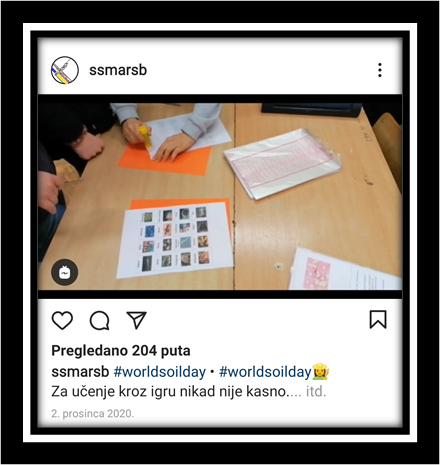 ssmarsb
Pregledano 204 puta
ssmarsb #worldsoilday • #worldsoilday👩‍🌾
Za učenje kroz igru nikad nije kasno.... itd.
2. prosinca 2020.